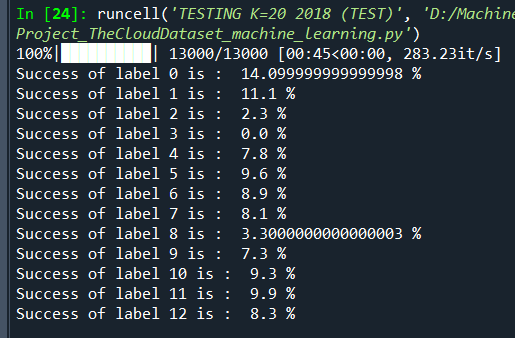 In [24]: runcell('TESTING K=20 2018 (TEST)', 'D:/Machine
Project_TheCloudDataset_machine_learning.py')
100%|██████████| 13000/13000 [00:45<00:00, 283.23it/s]
Success of label 0 is :  14.099999999999998 %
Success of label 1 is :  11.1 %
Success of label 2 is :  2.3 %
Success of label 3 is :  0.0 %
Success of label 4 is :  7.8 %
Success of label 5 is :  9.6 %
Success of label 6 is :  8.9 %
Success of label 7 is :  8.1 %
Success of label 8 is :  3.3000000000000003 %
Success of label 9 is :  7.3 %
Success of label 10 is :  9.3 %
Success of label 11 is :  9.9 %
Success of label 12 is :  8.3 %